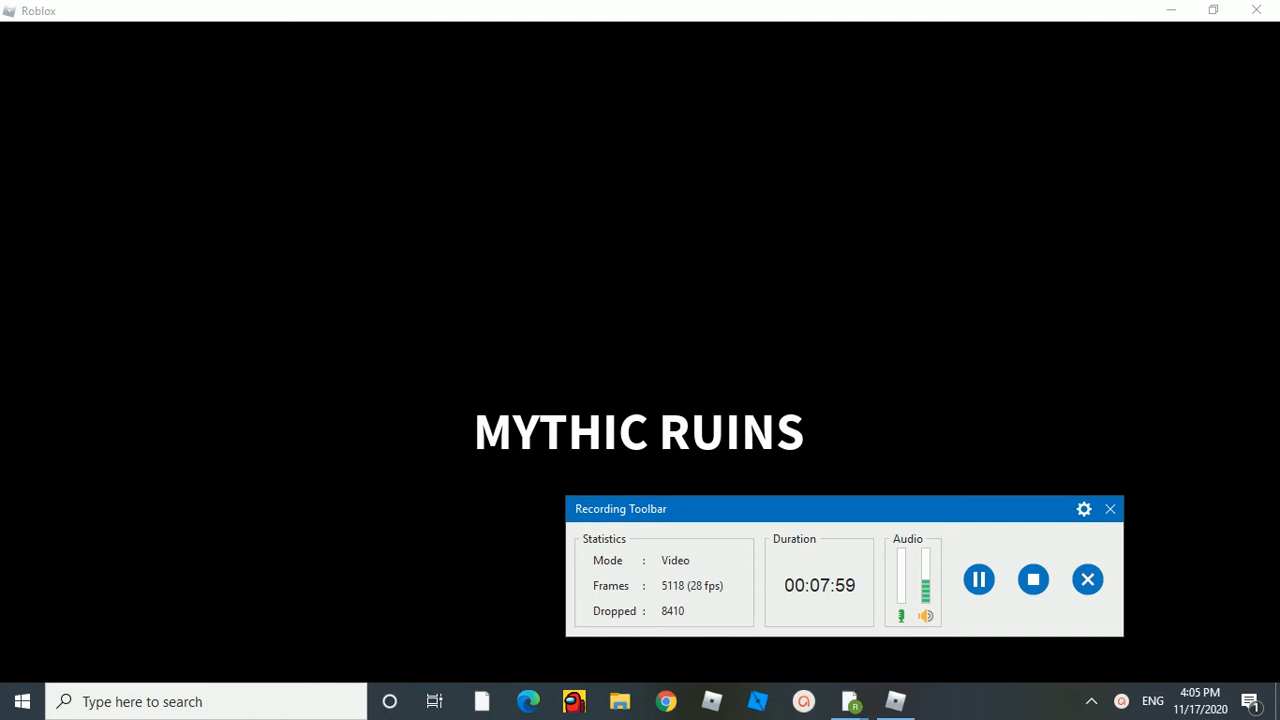 Roblox
MYTHIC RUINS
Recording Toolbar
Statistics
Mode : Video
Frames : 5118 (28 fps)
Dropped : 8410
Duration
00:07:59
Audio
Type here to search
ENG
4:05 PM
11/17/2020
1